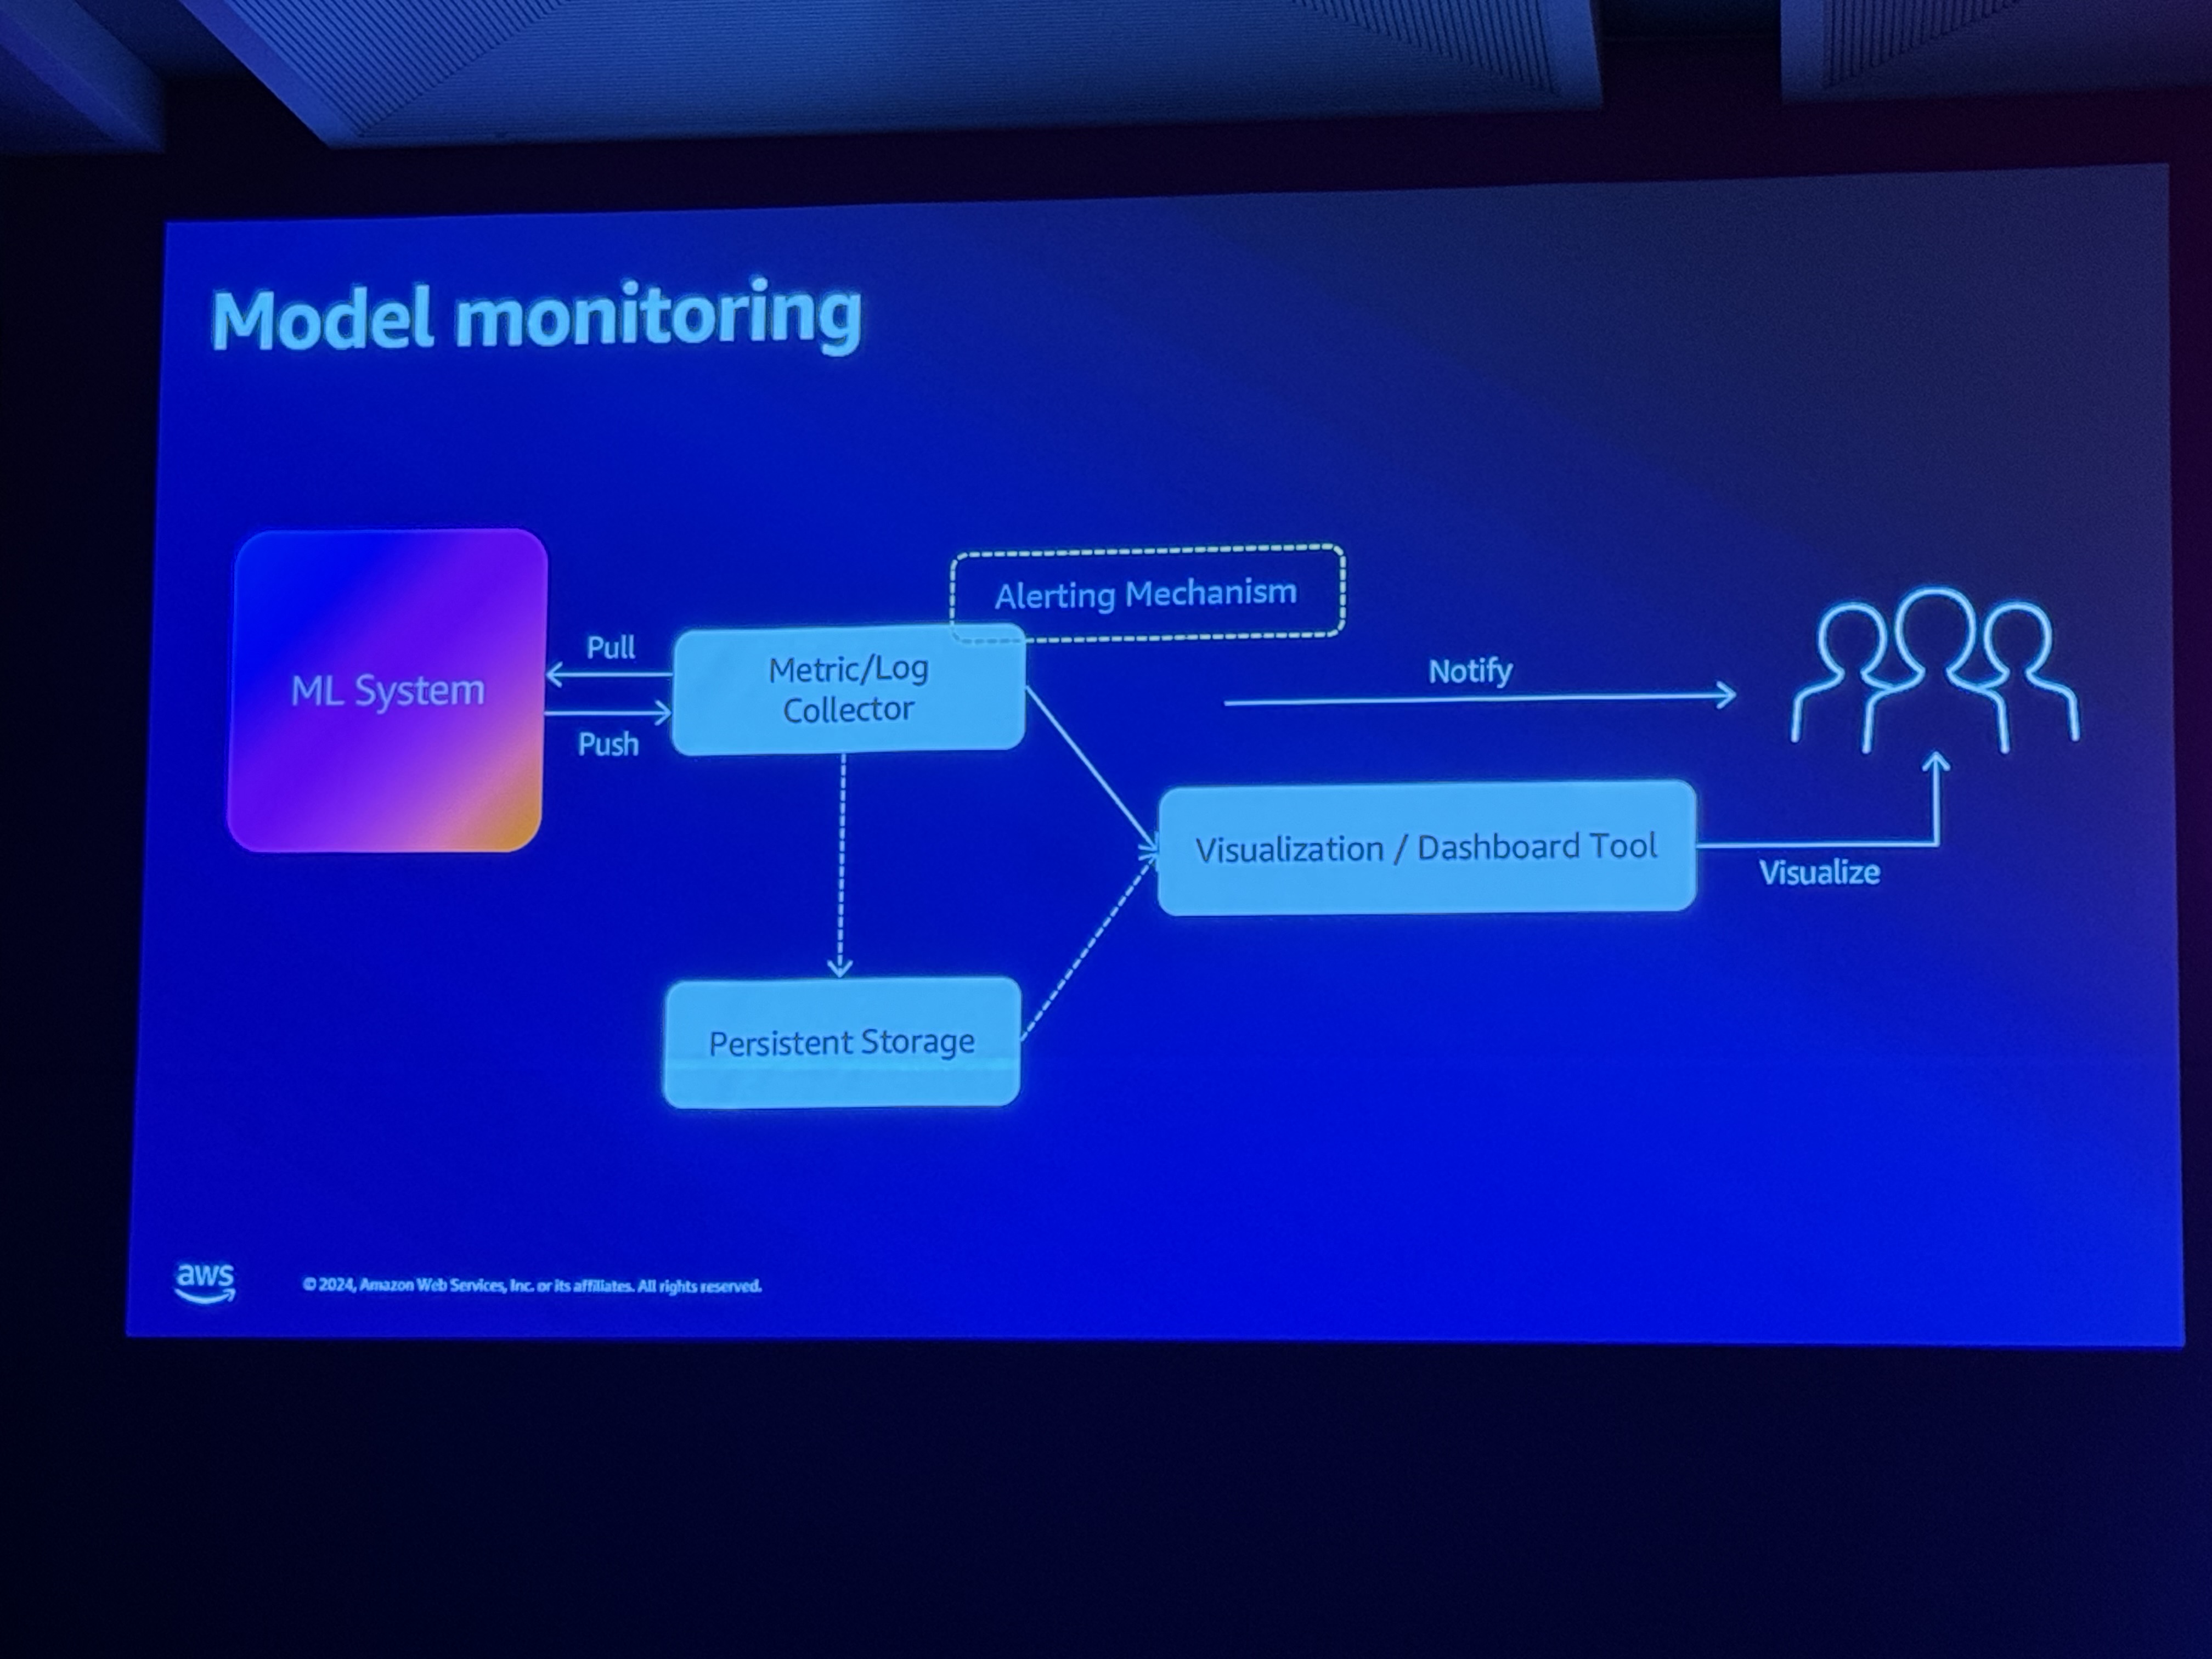 Model monitoring
ML System
Pull
Push
Metric/Log
Collector
Alerting Mechanism
Notify
Visualization / Dashboard Tool
Visualize
Persistent Storage
aws
© 2024, Amazon Web Services, Inc. or its affiliates. All rights reserved.